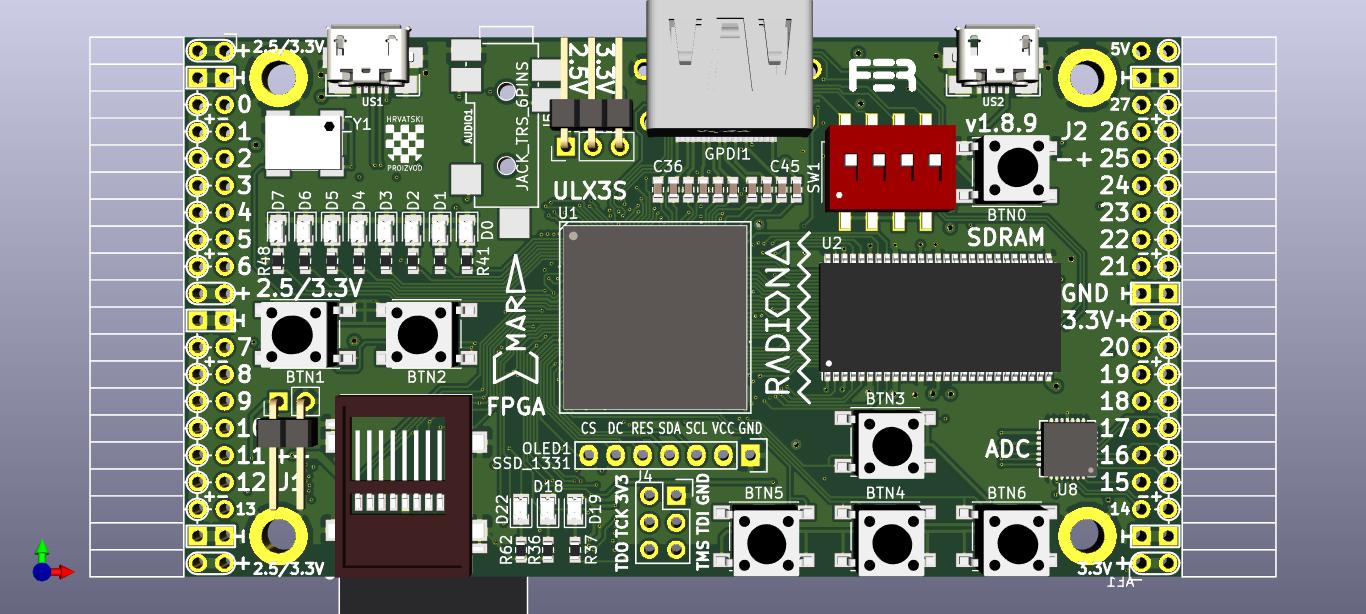 2.5/3.3V
US1
AUDIO1
JACK_TRS_6PINS
2.5V
3.3V
GPDI1
FER
US2
5V
+
0
1
2
3
4
5
6
+
7
8
9
10
11
12
13
+
Y1
HRVATSKI
PROIZVOD
ULX3S
U1
C36
C45
SW1
v1.8.9
J2
-+
BTN0
SDRAM
U2
27
26
25
24
23
22
21
GND
3.3V+
20
19
18
17
16
15
14
+
3.3V
D7
D6
D5
D4
D3
D2
D1
D0
R48
R41
2.5/3.3V
BTN1
BTN2
MAR
FPGA
RADIONA
BTN3
ADC
U8
J1
CS DC RES SDA SCL VCC GND
OLED1
SSD_1331
J4
TDO TCK 3V3
TMS TDI GND
D22
D18
D19
R62
R36
R37
BTN5
BTN4
BTN6
2.5/3.3V
AE1